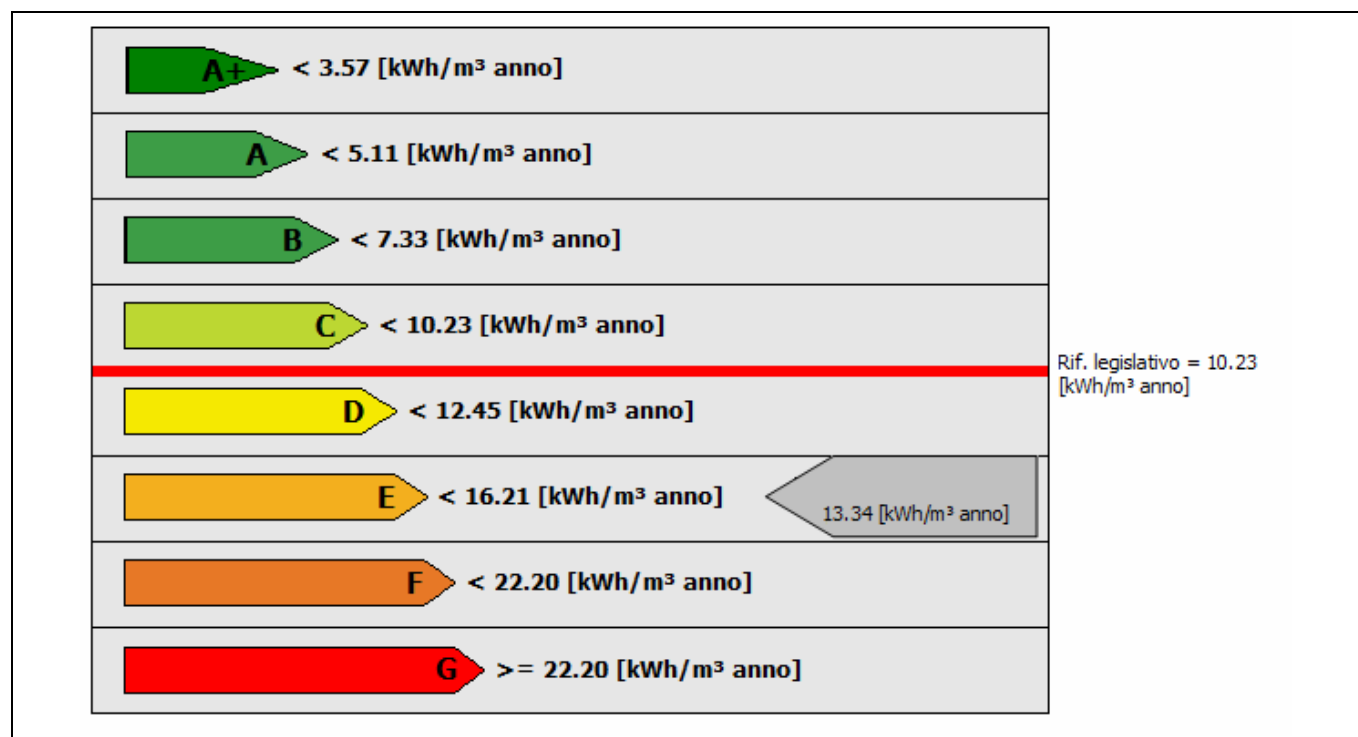 A+ < 3.57 [kWh/m³ anno]
A < 5.11 [kWh/m³ anno]
B < 7.33 [kWh/m³ anno]
C < 10.23 [kWh/m³ anno]
Rif. legislativo = 10.23
[kWh/m³ anno]
D < 12.45 [kWh/m³ anno]
E < 16.21 [kWh/m³ anno]
13.34 [kWh/m³ anno]
F < 22.20 [kWh/m³ anno]
G >= 22.20 [kWh/m³ anno]